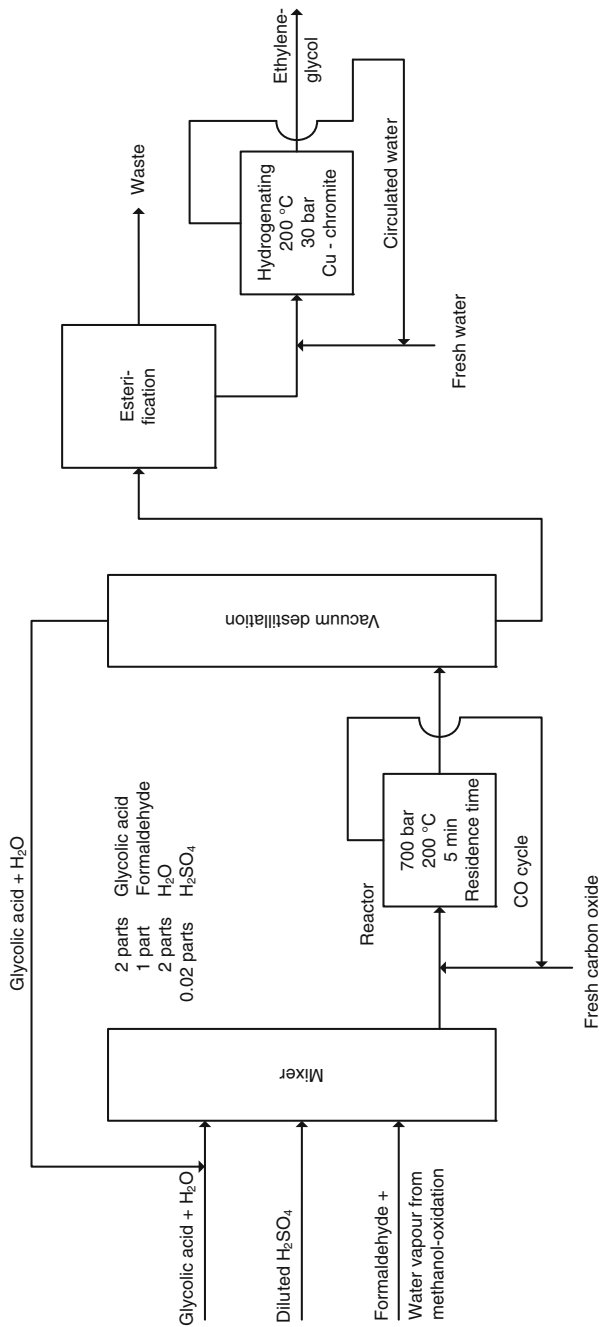 Glycolic acid + H₂O
Glycolic acid + H₂O
Diluted H₂SO₄
Formaldehyde +
Water vapour from
methanol-oxidation
Mixer
2 parts Glycolic acid
1 part Formaldehyde
2 parts H₂O
0.02 parts H₂SO₄
Reactor
700 bar
200 °C
5 min
Residence time
CO cycle
Fresh carbon oxide
Vacuum destillation
Esteri-
fication
Waste
Hydrogenating
200 °C
30 bar
Cu - chromite
Ethylene-
glycol
Circulated water
Fresh water